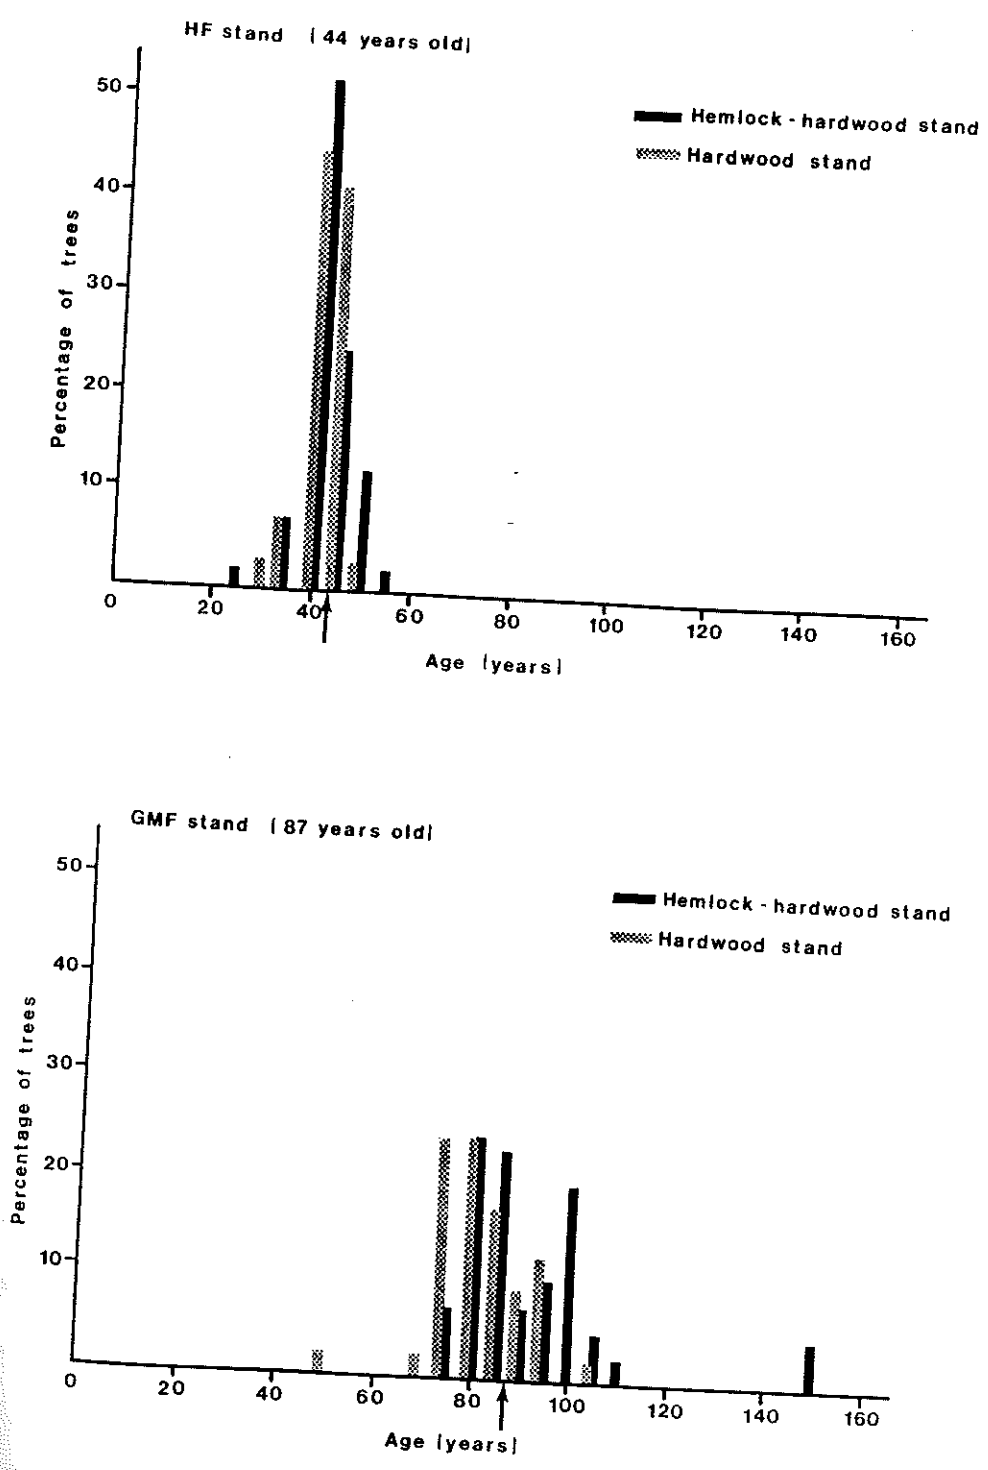 HF stand (44 years old)
Hemlock - hardwood stand
Hardwood stand
50
40
30
20
10
Percentage of trees
0 20 40 60 80 100 120 140 160
Age (years)
GMF stand (87 years old)
Hemlock - hardwood stand
Hardwood stand
50
40
30
20
10
Percentage of trees
0 20 40 60 80 100 120 140 160
Age (years)